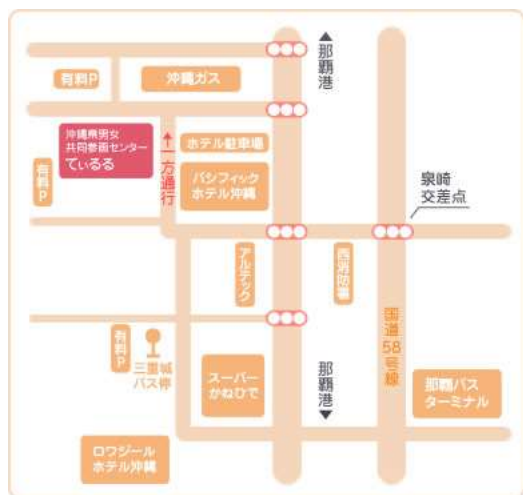 ▲那覇港
有料P
沖縄ガス
沖縄県男女
共同参画センター
ているる
↑一方通行
ホテル駐車場
パシフィック
ホテル沖縄
有料P
泉崎
交差点
アルテック
西消防署
国道58号線
有料P
三重城
バス停
スーパー
かねひで
那覇港▼
那覇バス
ターミナル
ロワジール
ホテル沖縄